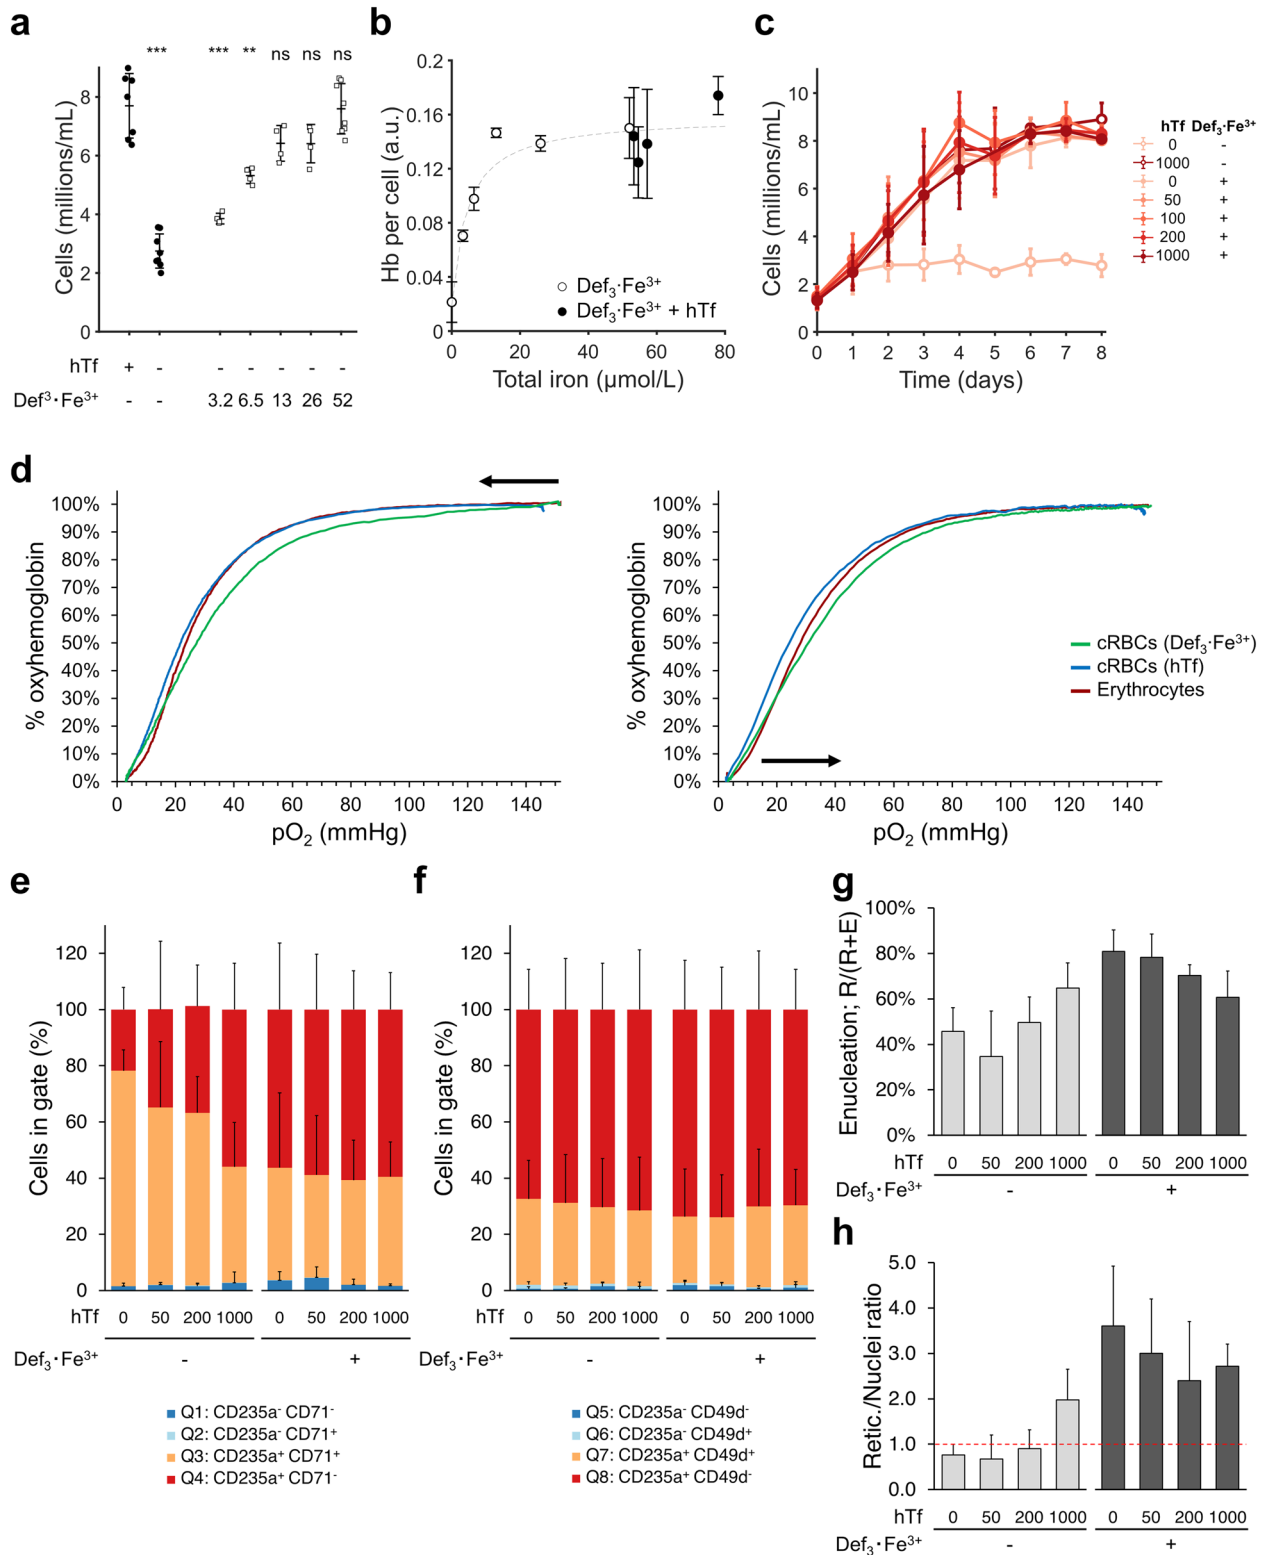 a
*** *** ** ns ns ns
Cells (millions/mL)
8
6
4
2
0
hTf + - - - - - -
Def³·Fe³⁺ - - 3.2 6.5 13 26 52
b
Hb per cell (a.u.)
0.2
0.16
0.12
0.08
0.04
0
Def₃·Fe³⁺
Def₃·Fe³⁺ + hTf
0 20 40 60 80
Total iron (µmol/L)
c
Cells (millions/mL)
10
8
6
4
2
0
0 1 2 3 4 5 6 7 8
Time (days)
hTf Def₃·Fe³⁺
0 -
1000 -
0 +
50 +
100 +
200 +
1000 +
d
% oxyhemoglobin
100%
90%
80%
70%
60%
50%
40%
30%
20%
10%
0%
0 20 40 60 80 100 120 140
pO₂ (mmHg)
% oxyhemoglobin
100%
90%
80%
70%
60%
50%
40%
30%
20%
10%
0%
0 20 40 60 80 100 120 140
pO₂ (mmHg)
cRBCs (Def₃·Fe³⁺)
cRBCs (hTf)
Erythrocytes
e
Cells in gate (%)
120
100
80
60
40
20
0
hTf 0 50 200 1000 0 50 200 1000
Def₃·Fe³⁺ - +
Q1: CD235a⁻ CD71⁻
Q2: CD235a⁻ CD71⁺
Q3: CD235a⁺ CD71⁺
Q4: CD235a⁺ CD71⁻
f
Cells in gate (%)
120
100
80
60
40
20
0
hTf 0 50 200 1000 0 50 200 1000
Def₃·Fe³⁺ - +
Q5: CD235a⁻ CD49d⁻
Q6: CD235a⁻ CD49d⁺
Q7: CD235a⁺ CD49d⁺
Q8: CD235a⁺ CD49d⁻
g
Enucleation; R/(R+E)
100%
80%
60%
40%
20%
0%
hTf 0 50 200 1000 0 50 200 1000
Def₃·Fe³⁺ - +
h
Retic./Nuclei ratio
5.0
4.0
3.0
2.0
1.0
0.0
hTf 0 50 200 1000 0 50 200 1000
Def₃·Fe³⁺ - +